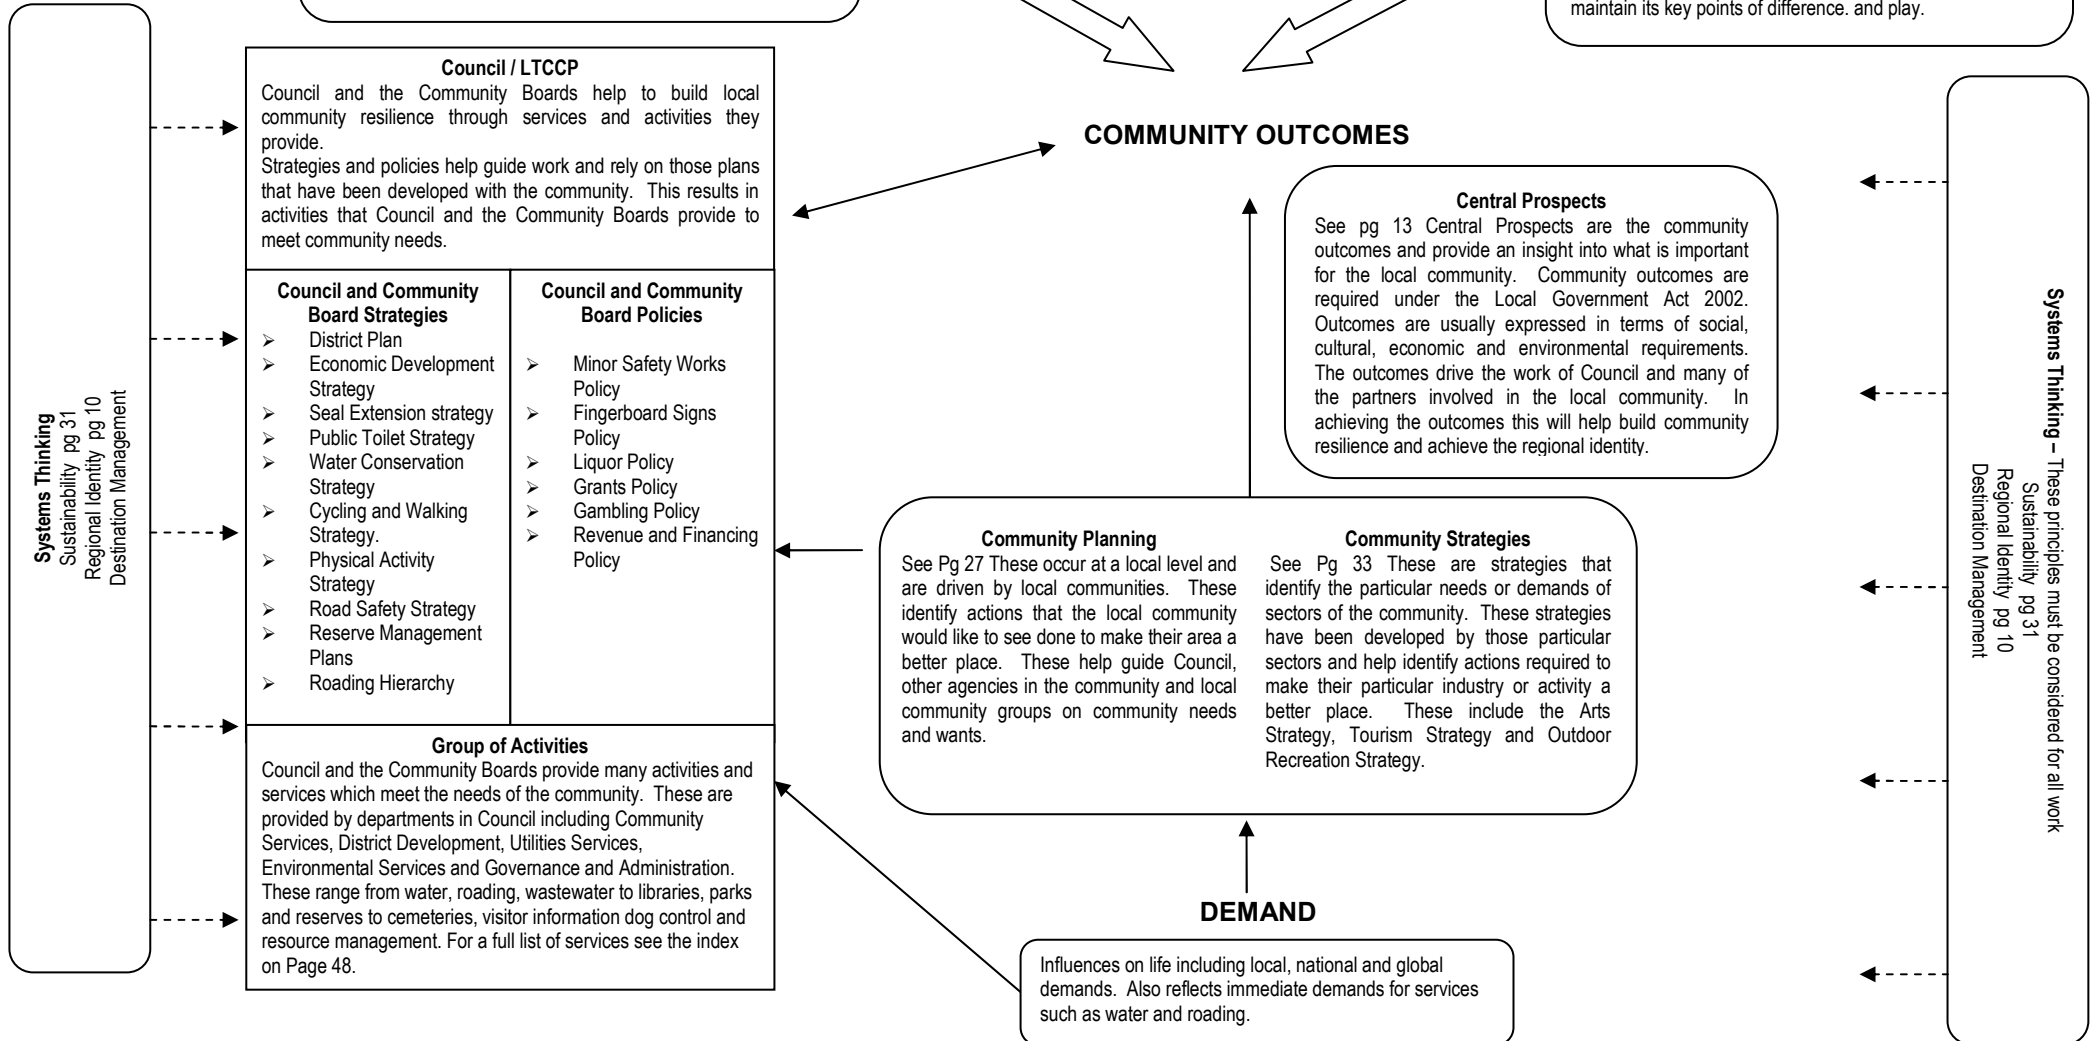 maintain its key points of difference. and play.
Systems Thinking
Sustainability pg 31
Regional Identity pg 10
Destination Management
Council / LTCCP
Council and the Community Boards help to build local
community resilience through services and activities they
provide.
Strategies and policies help guide work and rely on those plans
that have been developed with the community. This results in
activities that Council and the Community Boards provide to
meet community needs.
Council and Community
Board Strategies
➢ District Plan
➢ Economic Development
Strategy
➢ Seal Extension strategy
➢ Public Toilet Strategy
➢ Water Conservation
Strategy
➢ Cycling and Walking
Strategy.
➢ Physical Activity
Strategy
➢ Road Safety Strategy
➢ Reserve Management
Plans
➢ Roading Hierarchy
Council and Community
Board Policies
➢ Minor Safety Works
Policy
➢ Fingerboard Signs
Policy
➢ Liquor Policy
➢ Grants Policy
➢ Gambling Policy
➢ Revenue and Financing
Policy
Group of Activities
Council and the Community Boards provide many activities and
services which meet the needs of the community. These are
provided by departments in Council including Community
Services, District Development, Utilities Services,
Environmental Services and Governance and Administration.
These range from water, roading, wastewater to libraries, parks
and reserves to cemeteries, visitor information dog control and
resource management. For a full list of services see the index
on Page 48.
COMMUNITY OUTCOMES
Central Prospects
See pg 13 Central Prospects are the community
outcomes and provide an insight into what is important
for the local community. Community outcomes are
required under the Local Government Act 2002.
Outcomes are usually expressed in terms of social,
cultural, economic and environmental requirements.
The outcomes drive the work of Council and many of
the partners involved in the local community. In
achieving the outcomes this will help build community
resilience and achieve the regional identity.
Community Planning
See Pg 27 These occur at a local level and
are driven by local communities. These
identify actions that the local community
would like to see done to make their area a
better place. These help guide Council,
other agencies in the community and local
community groups on community needs
and wants.
Community Strategies
See Pg 33 These are strategies that
identify the particular needs or demands of
sectors of the community. These strategies
have been developed by those particular
sectors and help identify actions required to
make their particular industry or activity a
better place. These include the Arts
Strategy, Tourism Strategy and Outdoor
Recreation Strategy.
DEMAND
Influences on life including local, national and global
demands. Also reflects immediate demands for services
such as water and roading.
Systems Thinking – These principles must be considered for all work
Sustainability pg 31
Regional Identity pg 10
Destination Management